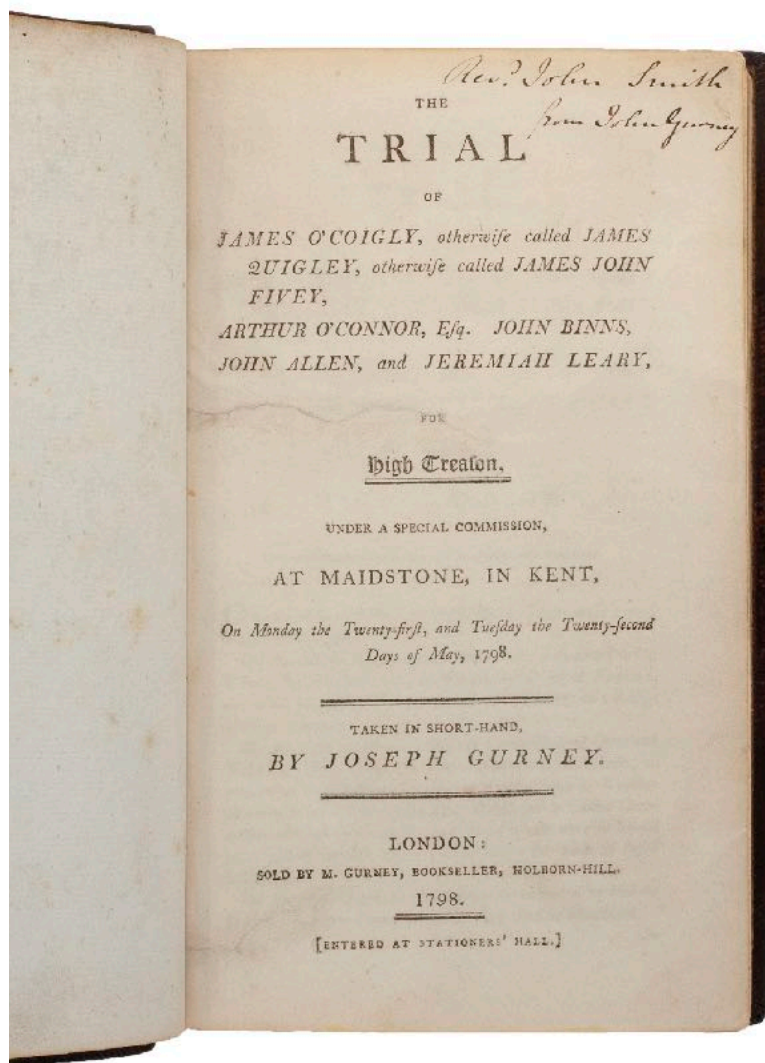 Revd. John Smith
from John Gurney
THE
TRIAL
OF
JAMES O'COIGLY, otherwiſe called JAMES
QUIGLEY, otherwiſe called JAMES JOHN
FIVEY,
ARTHUR O'CONNOR, Eſq. JOHN BINNS,
JOHN ALLEN, and JEREMIAH LEARY,
FOR
High Treaſon,
UNDER A SPECIAL COMMISSION,
AT MAIDSTONE, IN KENT,
On Monday the Twenty-firſt, and Tueſday the Twenty-ſecond
Days of May, 1798.
TAKEN IN SHORT-HAND,
BY JOSEPH GURNEY.
LONDON:
SOLD BY M. GURNEY, BOOKSELLER, HOLBORN-HILL.
1798.
[ENTERED AT STATIONERS' HALL.]